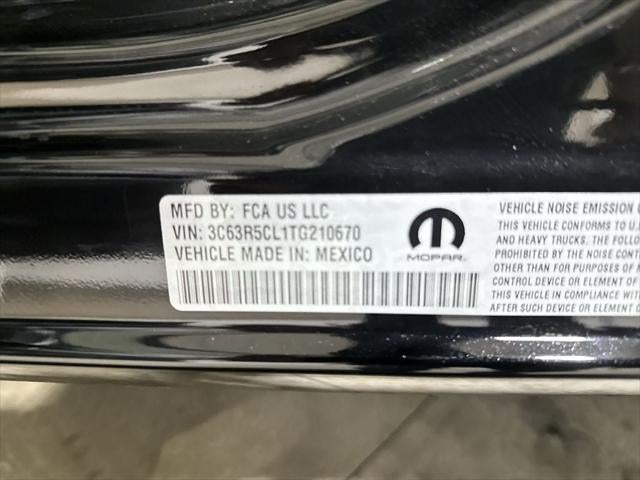 MFD BY: FCA US LLC
VIN: 3C63R5CL1TG210670
VEHICLE MADE IN: MEXICO
MOPAR
VEHICLE NOISE EMISSION
THIS VEHICLE CONFORMS TO U.
AND HEAVY TRUCKS. THE FOLLO
PROHIBITED BY THE NOISE CONT
OTHER THAN FOR PURPOSES OF
CONTROL DEVICE OR ELEMENT OF
THIS VEHICLE IN COMPLIANCE WIT
AFTER SUCH DEVICE OR ELEMENT